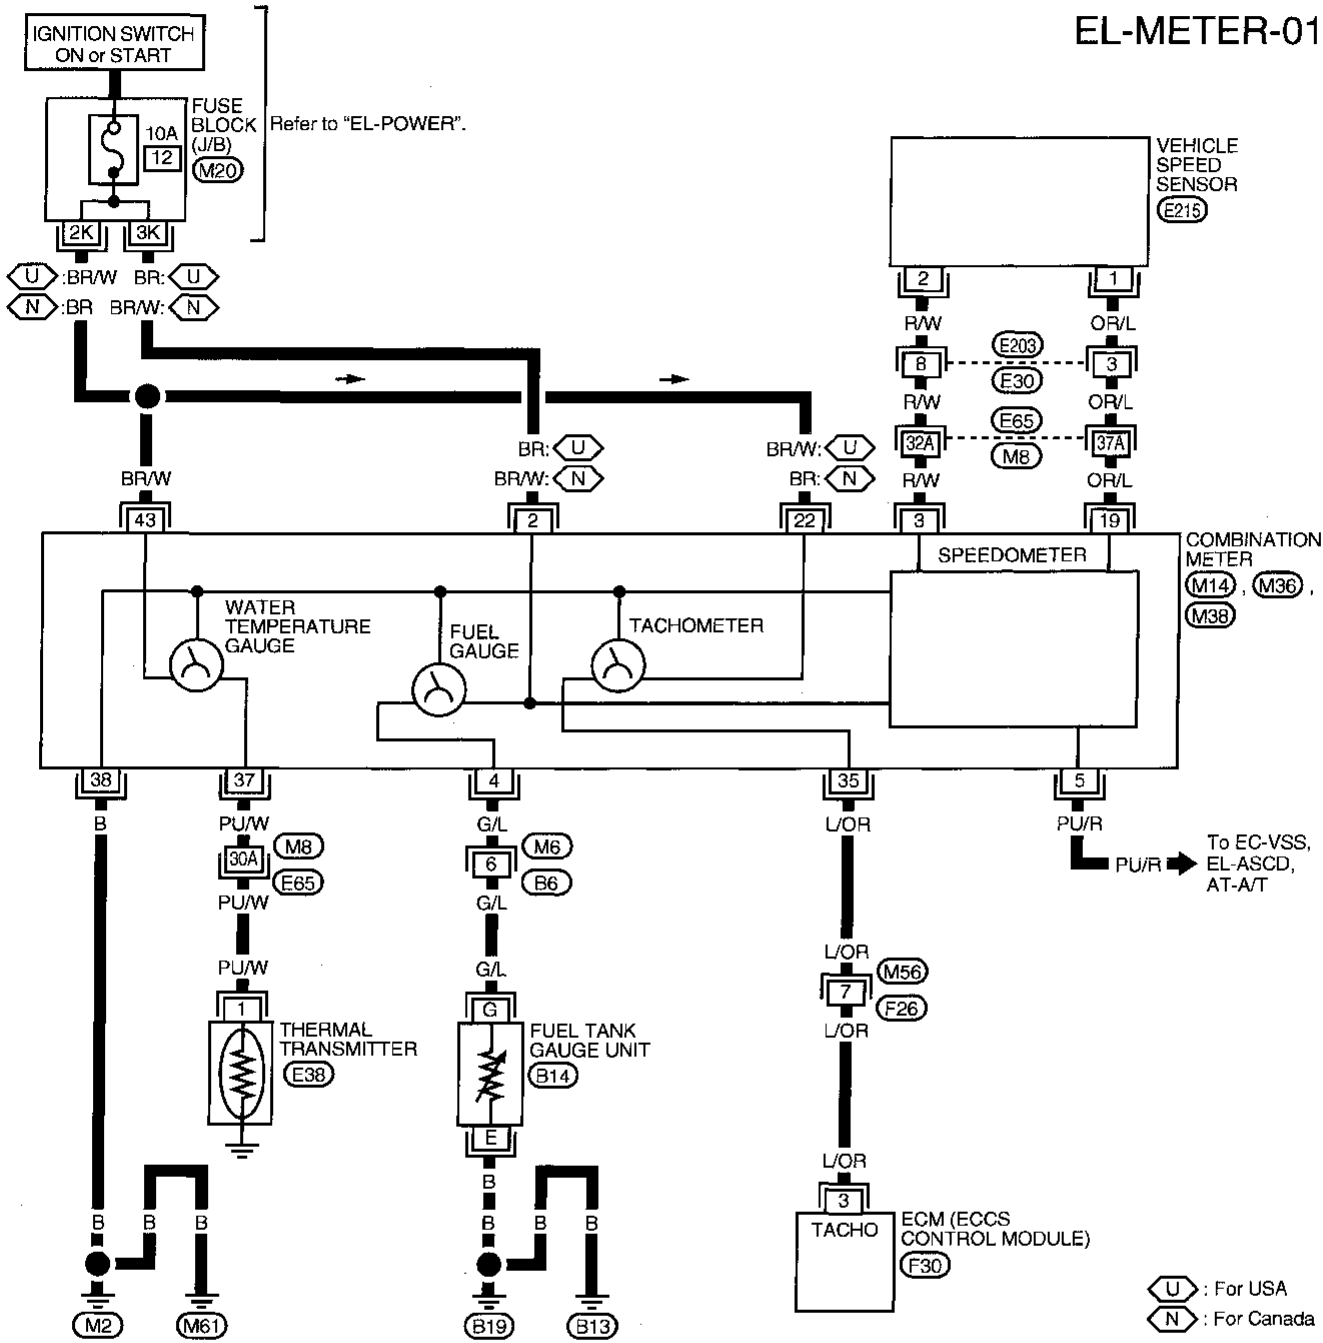 EL-METER-01
IGNITION SWITCH
ON or START
FUSE
BLOCK
(J/B)
M20
10A
12
Refer to "EL-POWER".
2K
3K
U :BR/W BR: U
N :BR BR/W: N
VEHICLE
SPEED
SENSOR
E215
2
1
R/W
OR/L
8
E203
E30
3
R/W
OR/L
32A
E65
M8
37A
R/W
OR/L
BR/W
BR: U
BR/W: N
BR/W: U
BR: N
43
2
22
3
19
SPEEDOMETER
COMBINATION
METER
M14 , M36 ,
M38
WATER
TEMPERATURE
GAUGE
FUEL
GAUGE
TACHOMETER
38
37
4
35
5
B
PU/W
G/L
L/OR
PU/R
30A
M8
E65
6
M6
B6
PU/R
To EC-VSS,
EL-ASCD,
AT-A/T
PU/W
G/L
PU/W
G/L
L/OR
7
M56
F26
L/OR
1
THERMAL
TRANSMITTER
E38
G
FUEL TANK
GAUGE UNIT
B14
E
B
L/OR
3
TACHO
ECM (ECCS
CONTROL MODULE)
F30
B
B
B
B
B
B
M2
M61
B19
B13
U : For USA
N : For Canada